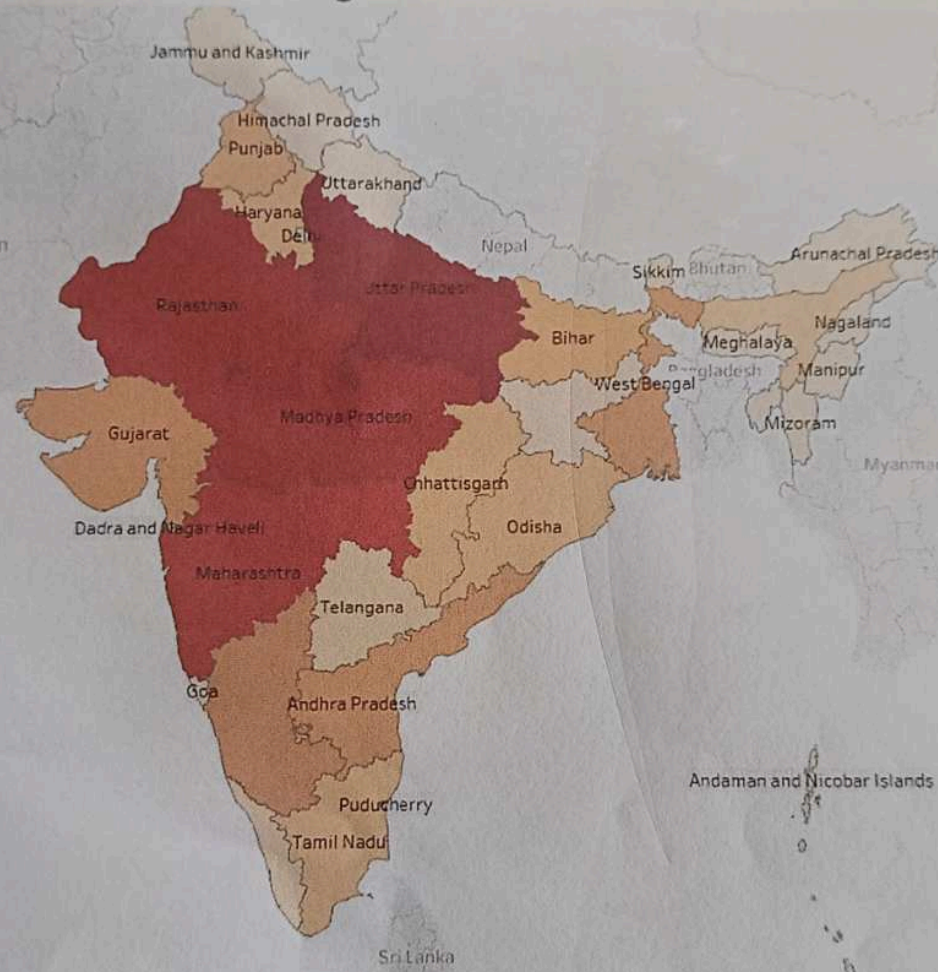 Jammu and Kashmir
Himachal Pradesh
Punjab
Uttarakhand
Haryana
Delhi
Nepal
Sikkim
Bhutan
Arunachal Pradesh
Rajasthan
Uttar Pradesh
Bihar
Nagaland
Meghalaya
Bangladesh
Manipur
West Bengal
Madhya Pradesh
Gujarat
Mizoram
Myanmar
Chhattisgarh
Dadra and Nagar Haveli
Odisha
Maharashtra
Telangana
Goa
Andhra Pradesh
Andaman and Nicobar Islands
Puducherry
Tamil Nadu
Sri Lanka